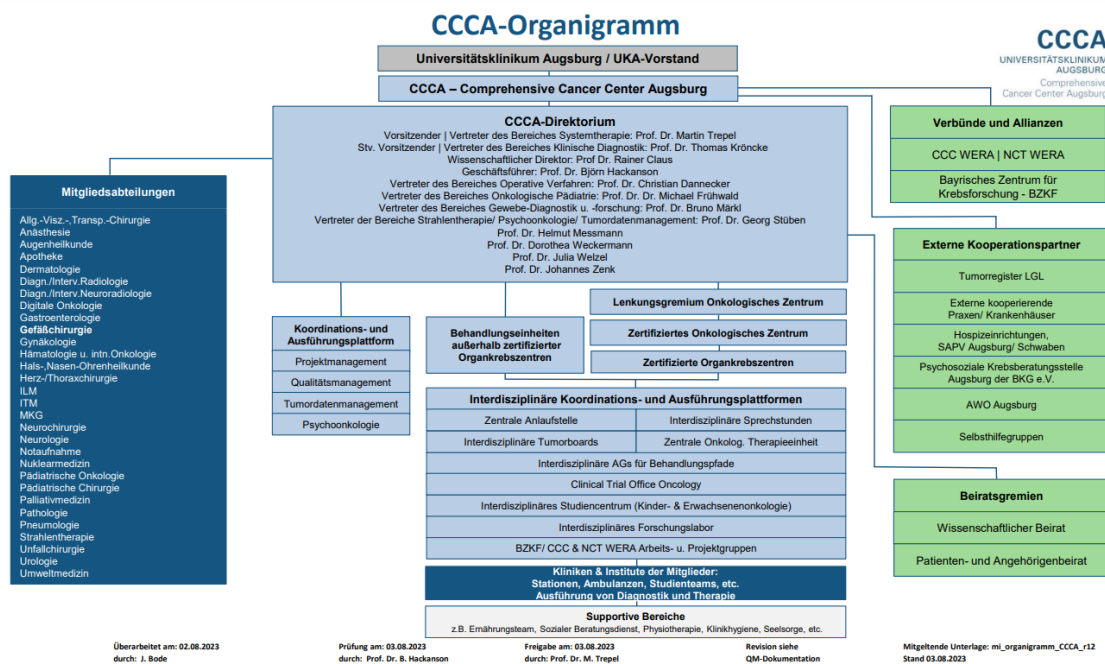 CCCA-Organigramm
CCCA
UNIVERSITÄTSKLINIKUM
AUGSBURG
Comprehensive
Cancer Center Augsburg
Universitätsklinikum Augsburg / UKA-Vorstand
CCCA – Comprehensive Cancer Center Augsburg
CCCA-Direktorium
Vorsitzender | Vertreter des Bereiches Systemtherapie: Prof. Dr. Martin Trepel
Stv. Vorsitzender | Vertreter des Bereiches Klinische Diagnostik: Prof. Dr. Thomas Kröncke
Wissenschaftlicher Direktor: Prof Dr. Rainer Claus
Geschäftsführer: Prof. Dr. Björn Hackanson
Vertreter des Bereiches Operative Verfahren: Prof. Dr. Christian Dannecker
Vertreter des Bereiches Onkologische Pädiatrie: Prof. Dr. Dr. Michael Frühwald
Vertreter des Bereiches Gewebe-Diagnostik u. -forschung: Prof. Dr. Bruno Märkl
Vertreter der Bereiche Strahlentherapie/ Psychoonkologie/ Tumordatenmanagement: Prof. Dr. Georg Stüben
Prof. Dr. Helmut Messmann
Prof. Dr. Dorothea Weckermann
Prof. Dr. Julia Welzel
Prof. Dr. Johannes Zenk
Mitgliedsabteilungen
Allg.-Visz.-,Transp.-Chirurgie
Anästhesie
Augenheilkunde
Apotheke
Dermatologie
Diagn./Interv.Radiologie
Diagn./Interv.Neuroradiologie
Digitale Onkologie
Gastroenterologie
Gefäßchirurgie
Gynäkologie
Hämatologie u. intn.Onkologie
Hals-,Nasen-Ohrenheilkunde
Herz-/Thoraxchirurgie
ILM
ITM
MKG
Neurochirurgie
Neurologie
Notaufnahme
Nuklearmedizin
Pädiatrische Onkologie
Pädiatrische Chirurgie
Palliativmedizin
Pathologie
Pneumologie
Strahlentherapie
Unfallchirurgie
Urologie
Umweltmedizin
Koordinations- und
Ausführungsplattform
Projektmanagement
Qualitätsmanagement
Tumordatenmanagement
Psychoonkologie
Behandlungseinheiten
außerhalb zertifizierter
Organkrebszentren
Lenkungsgremium Onkologisches Zentrum
Zertifiziertes Onkologisches Zentrum
Zertifizierte Organkrebszentren
Interdisziplinäre Koordinations- und Ausführungsplattformen
Zentrale Anlaufstelle
Interdisziplinäre Sprechstunden
Interdisziplinäre Tumorboards
Zentrale Onkolog. Therapieeinheit
Interdisziplinäre AGs für Behandlungspfade
Clinical Trial Office Oncology
Interdisziplinäres Studiencentrum (Kinder- & Erwachsenenonkologie)
Interdisziplinäres Forschungslabor
BZKF/ CCC & NCT WERA Arbeits- u. Projektgruppen
Kliniken & Institute der Mitglieder:
Stationen, Ambulanzen, Studienteams, etc.
Ausführung von Diagnostik und Therapie
Supportive Bereiche
z.B. Ernährungsteam, Sozialer Beratungsdienst, Physiotherapie, Klinikhygiene, Seelsorge, etc.
Verbünde und Allianzen
CCC WERA | NCT WERA
Bayrisches Zentrum für
Krebsforschung - BZKF
Externe Kooperationspartner
Tumorregister LGL
Externe kooperierende
Praxen/ Krankenhäuser
Hospizeinrichtungen,
SAPV Augsburg/ Schwaben
Psychosoziale Krebsberatungsstelle
Augsburg der BKG e.V.
AWO Augsburg
Selbsthilfegruppen
Beiratsgremien
Wissenschaftlicher Beirat
Patienten- und Angehörigenbeirat
Überarbeitet am: 02.08.2023
durch: J. Bode
Prüfung am: 03.08.2023
durch: Prof. Dr. B. Hackanson
Freigabe am: 03.08.2023
durch: Prof. Dr. M. Trepel
Revision siehe
QM-Dokumentation
Mitgeltende Unterlage: mi_organigramm_CCCA_r12
Stand 03.08.2023